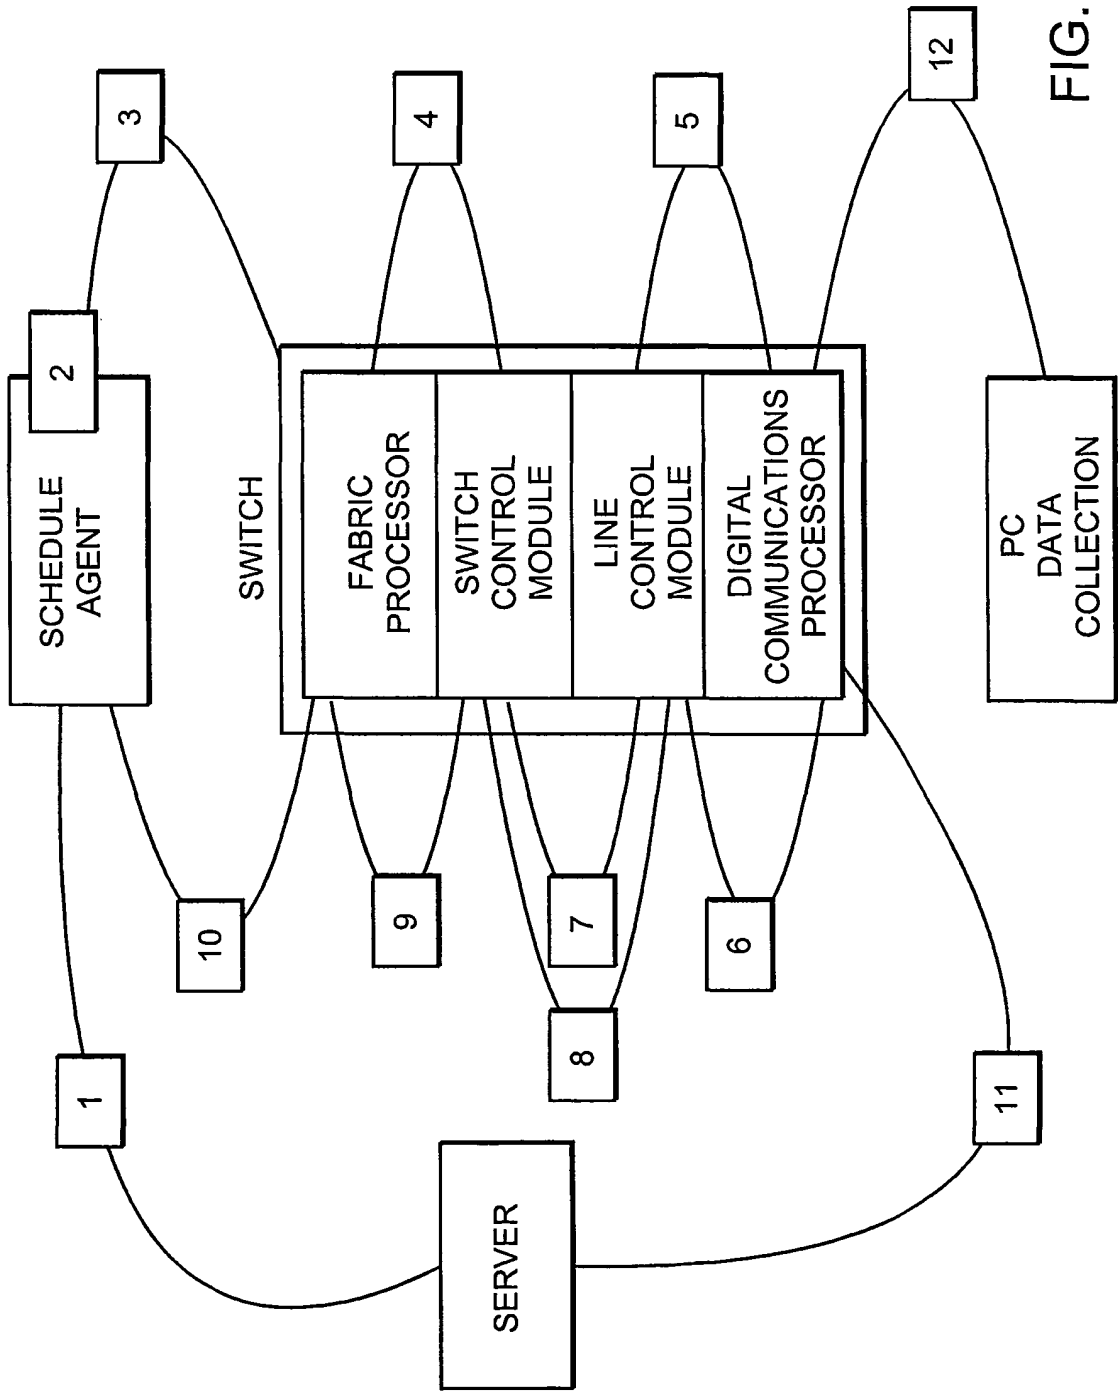 SCHEDULE
AGENT
2
3
1
10
SWITCH
FABRIC
PROCESSOR
SWITCH
CONTROL
MODULE
LINE
CONTROL
MODULE
DIGITAL
COMMUNICATIONS
PROCESSOR
4
5
9
7
8
6
SERVER
11
12
PC
DATA
COLLECTION
FIG.